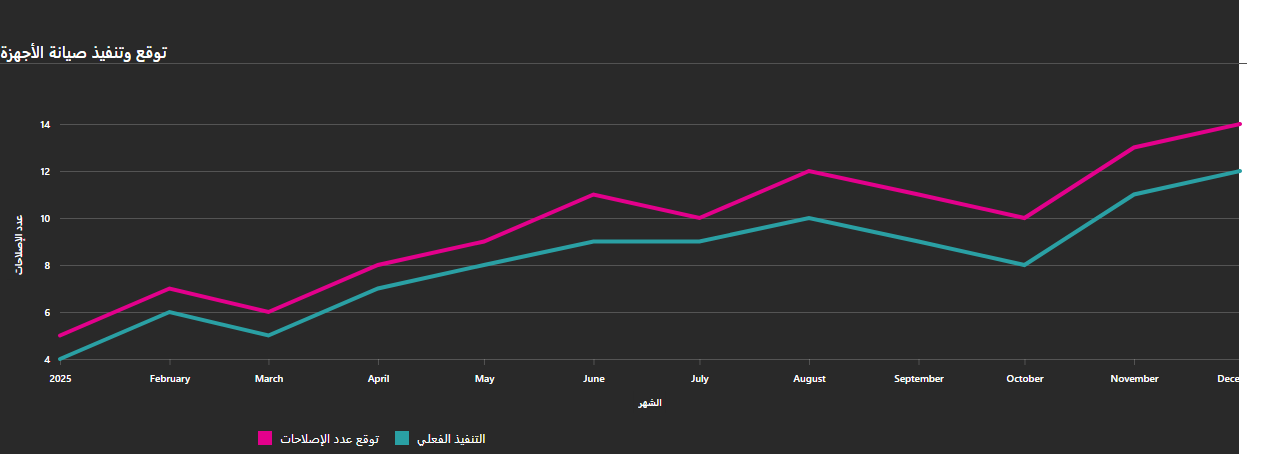 توقع وتنفيذ صيانة الأجهزة
عدد الإصلاحات
14
12
10
8
6
4
2025 February March April May June July August September October November Dece
الشهر
توقع عدد الإصلاحات التنفيذ الفعلي